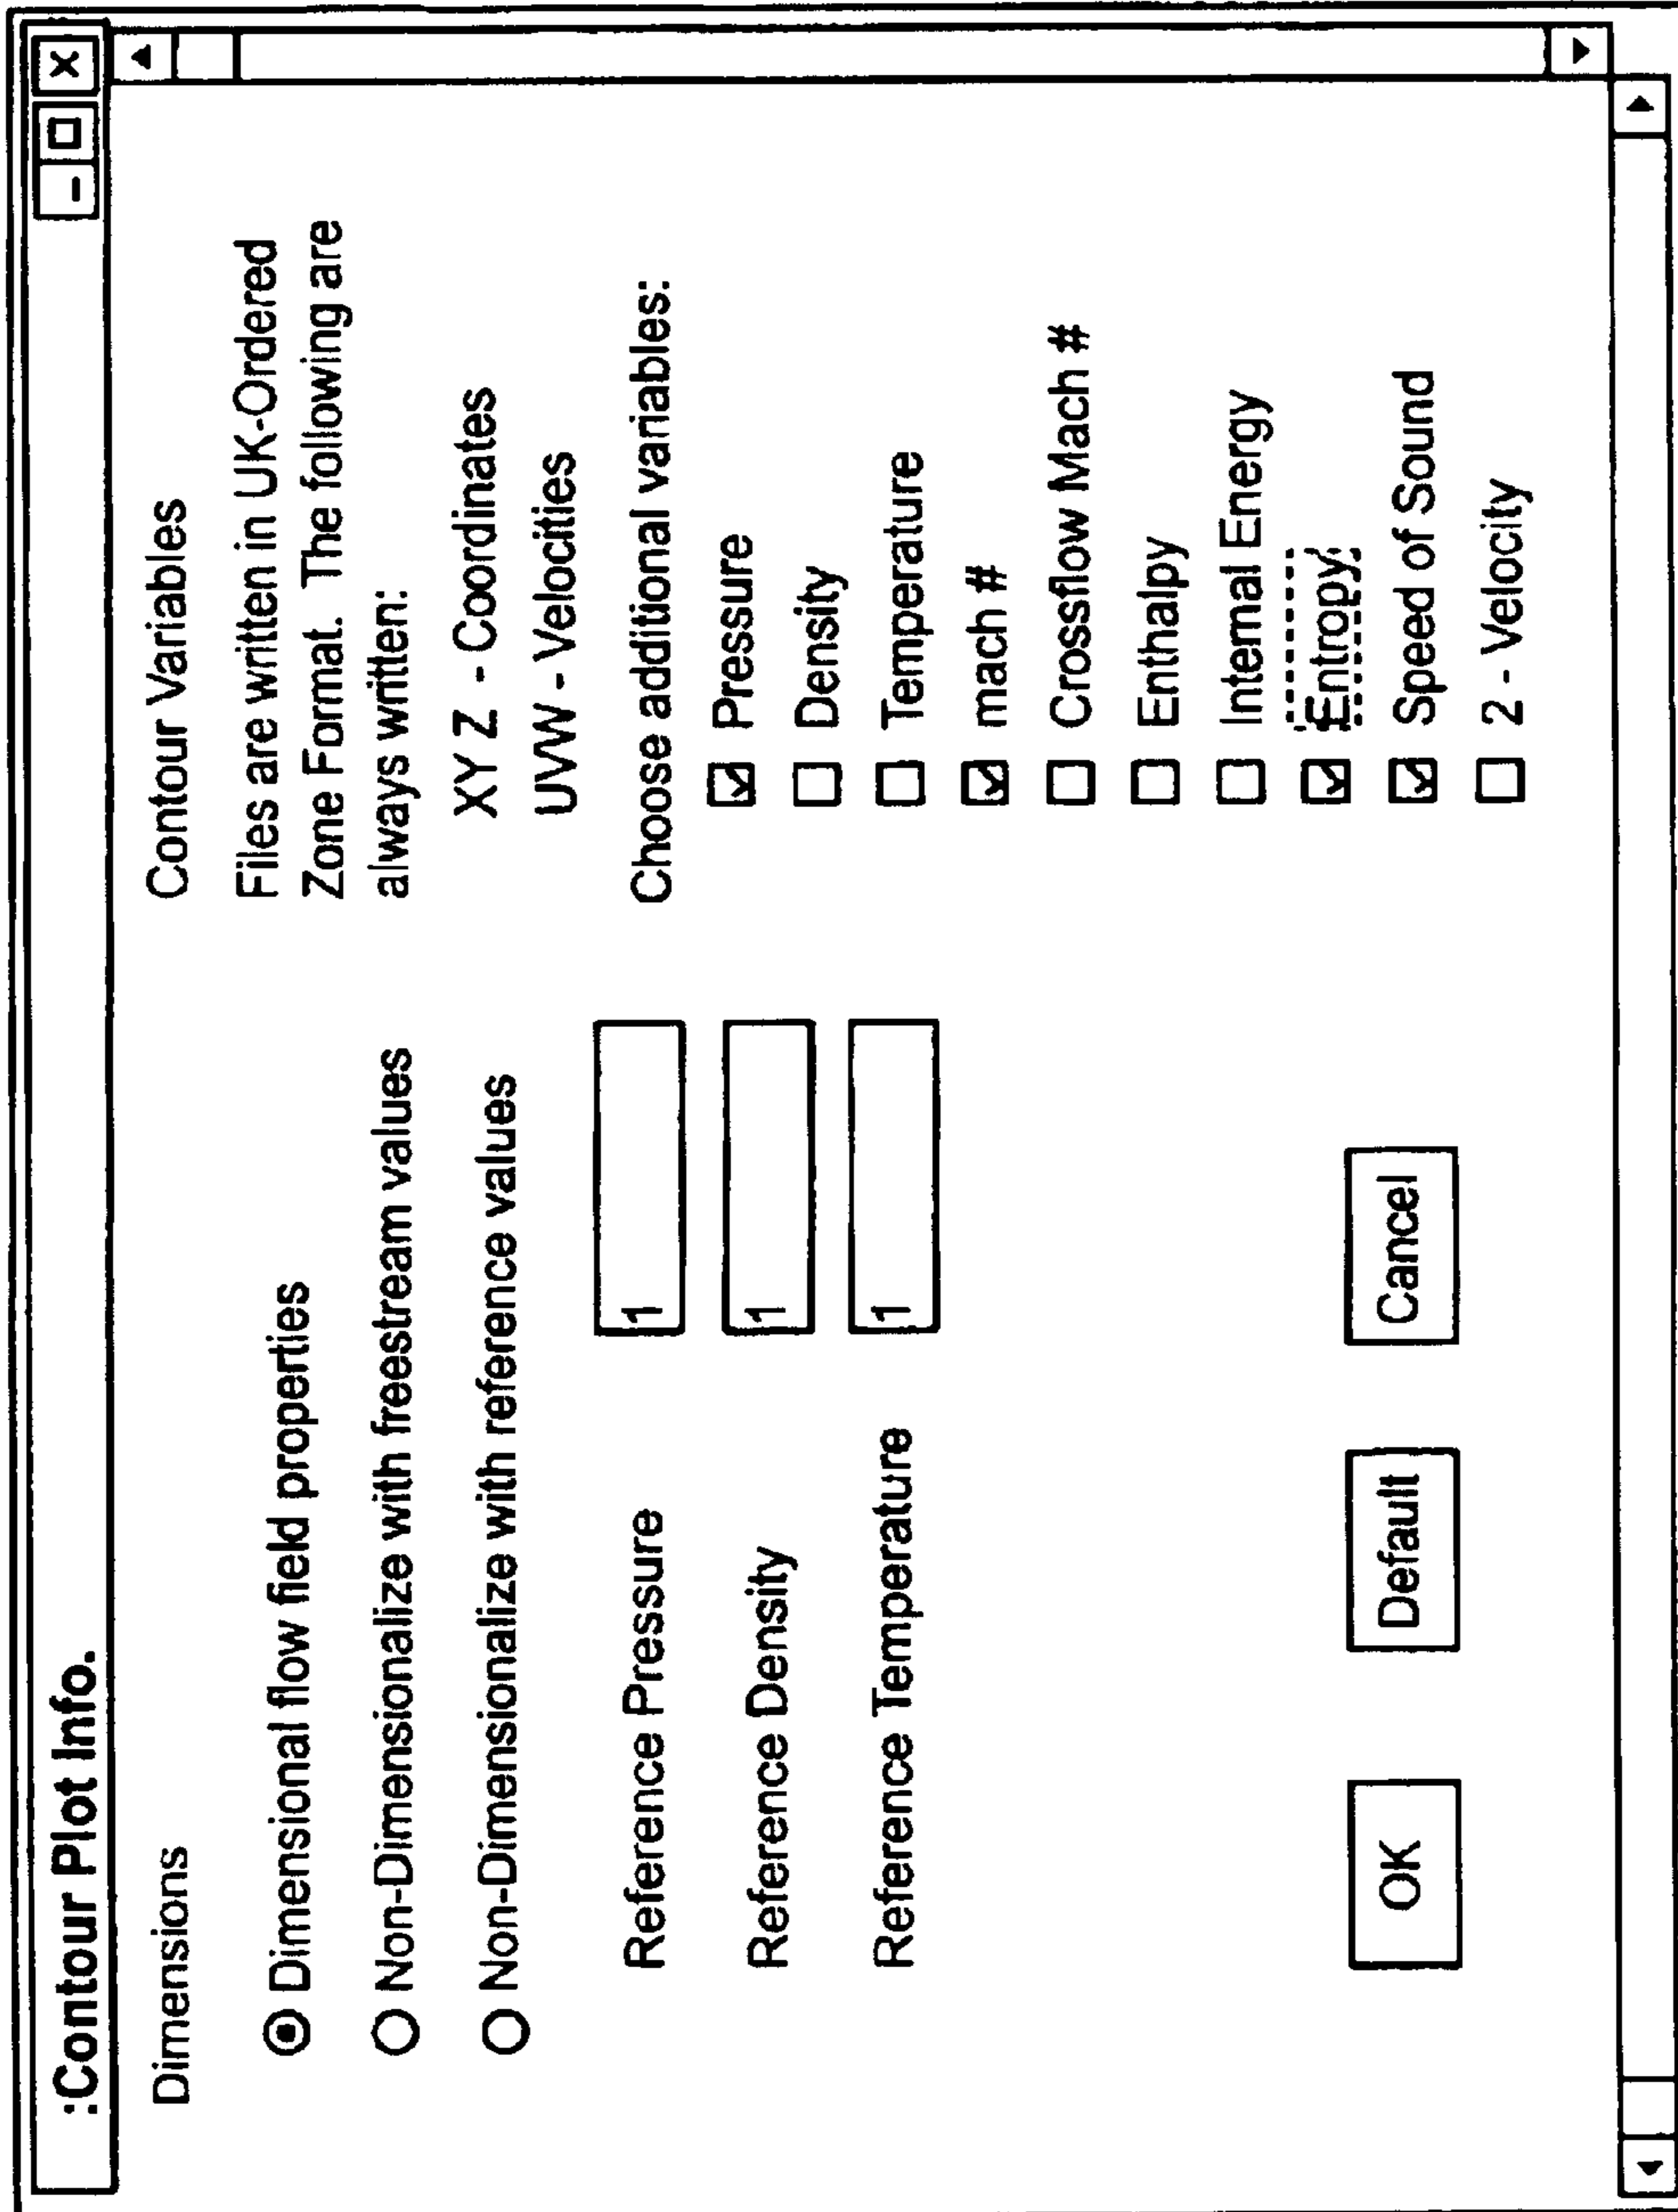 :Contour Plot Info.
Dimensions
Dimensional flow field properties
Non-Dimensionalize with freestream values
Non-Dimensionalize with reference values
Reference Pressure 1
Reference Density 1
Reference Temperature 1
OK Default Cancel
Contour Variables
Files are written in UK-Ordered
Zone Format. The following are
always written:
XY Z - Coordinates
UVW - Velocities
Choose additional variables:
Pressure
Density
Temperature
mach #
Crossflow Mach #
Enthalpy
Internal Energy
Entropy
Speed of Sound
2 - Velocity